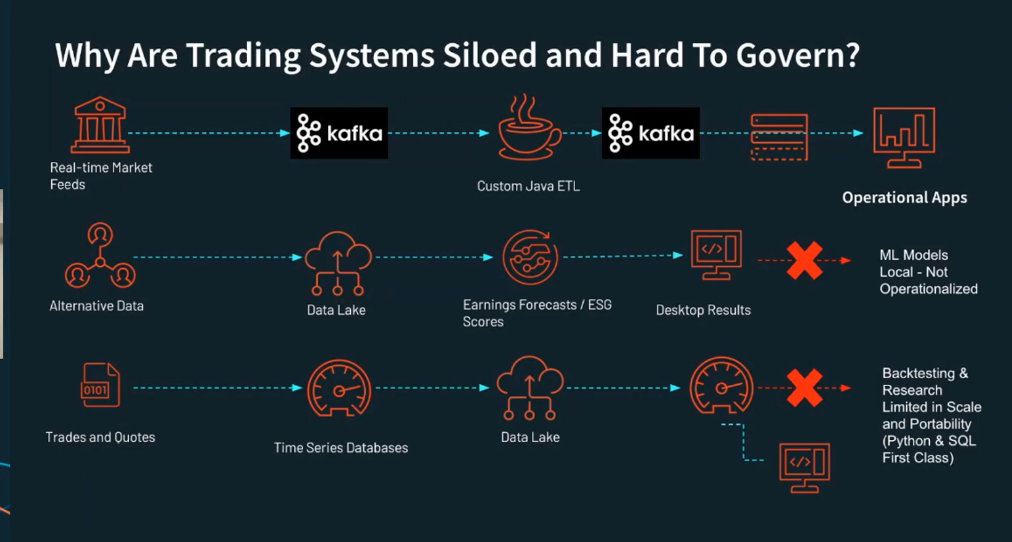 Why Are Trading Systems Siloed and Hard To Govern?
kafka
kafka
Real-time Market
Feeds
Custom Java ETL
Operational Apps
</>
ML Models
Local - Not
Operationalized
Alternative Data
Data Lake
Earnings Forecasts / ESG
Scores
Desktop Results
0101
Backtesting &
Research
Limited in Scale
and Portability
(Python & SQL
First Class)
Trades and Quotes
Time Series Databases
Data Lake
</>